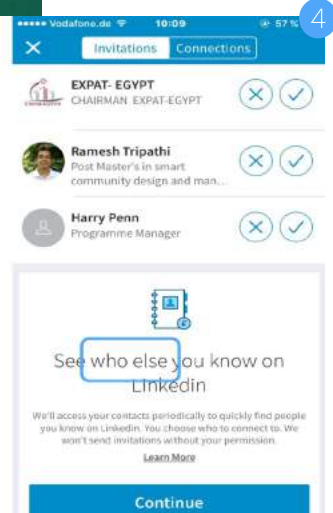 4
Vodafone.de 10:09 57 %
Invitations Connections
EXPAT- EGYPT
CHAIRMAN EXPAT-EGYPT
Ramesh Tripathi
Post Master's in smart
community design and man...
Harry Penn
Programme Manager
See who else you know on
Linkedin
We'll access your contacts periodically to quickly find people
you know on Linkedin. You choose who to connect to. We
won't send invitations without your permission.
Learn More
Continue